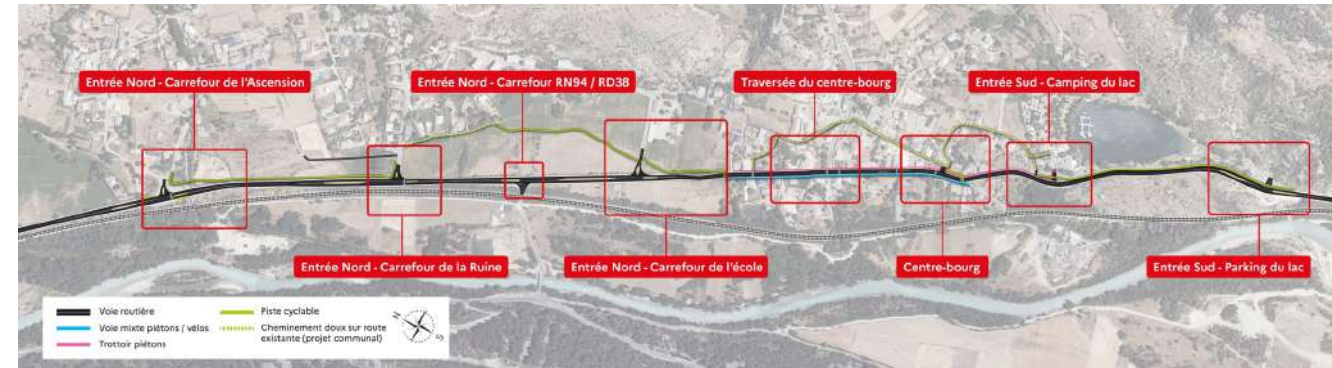 Entrée Nord - Carrefour de l'Ascension
Entrée Nord - Carrefour RN94 / RD38
Traversée du centre-bourg
Entrée Sud - Camping du lac
Entrée Nord - Carrefour de la Ruine
Entrée Nord - Carrefour de l'école
Centre-bourg
Entrée Sud - Parking du lac
Voie routière
Voie mixte piétons / vélos
Trottoir piétons
Piste cyclable
Cheminement doux sur route
existante (projet communal)
N
S